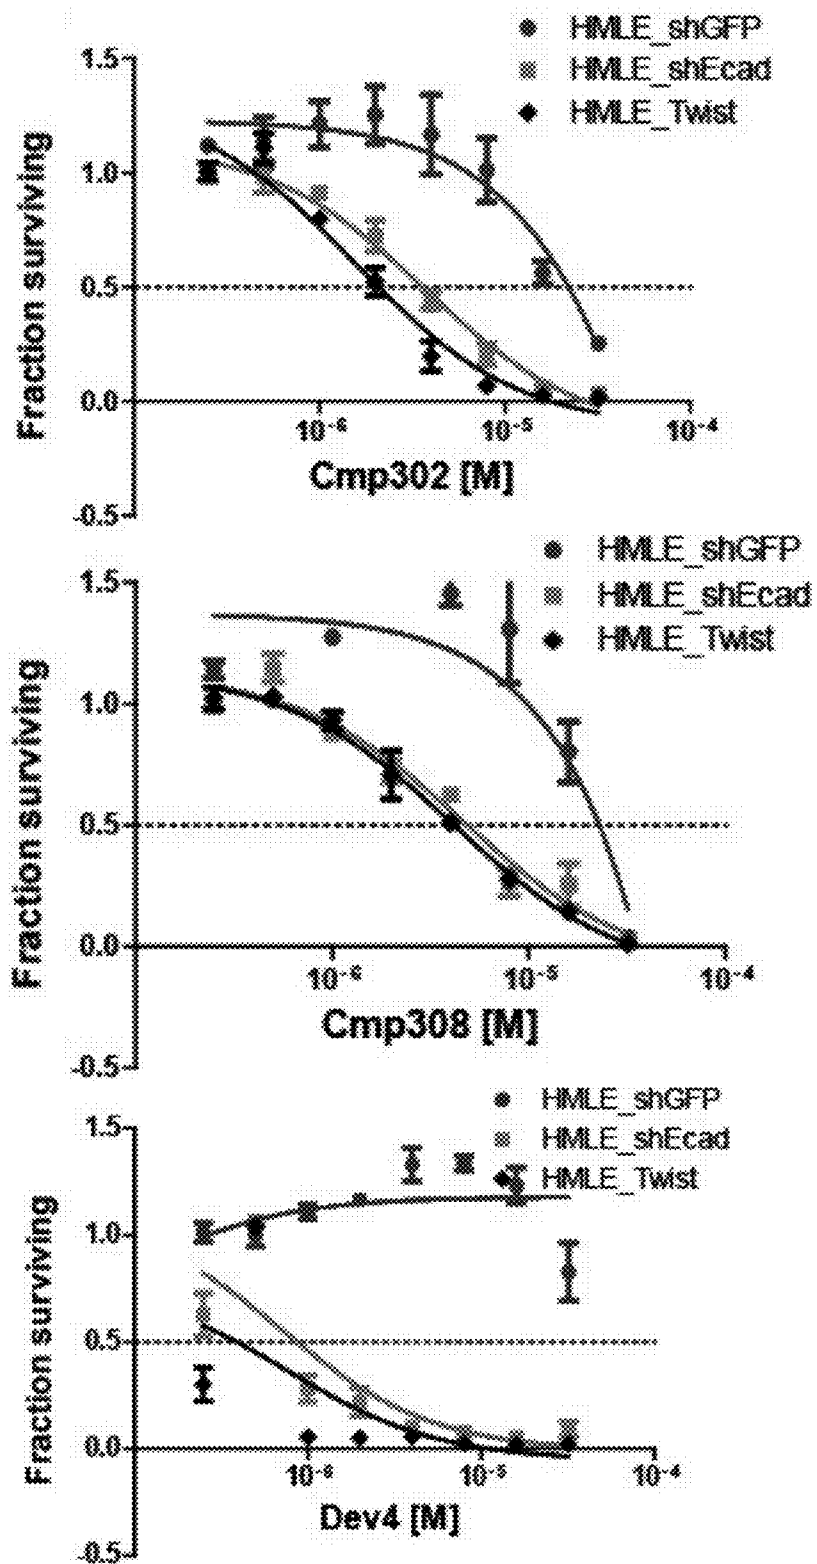 HMLE_shGFP
HMLE_shEcad
HMLE_Twist
1.5
1.0
0.5
0.0
-0.5
Fraction surviving
10-6
10-5
10-4
Cmp302 [M]
HMLE_shGFP
HMLE_shEcad
HMLE_Twist
1.5
1.0
0.5
0.0
-0.5
Fraction surviving
10-6
10-5
10-4
Cmp308 [M]
HMLE_shGFP
HMLE_shEcad
HMLE_Twist
1.5
1.0
0.5
0.0
-0.5
Fraction surviving
10-6
10-5
10-4
Dev4 [M]